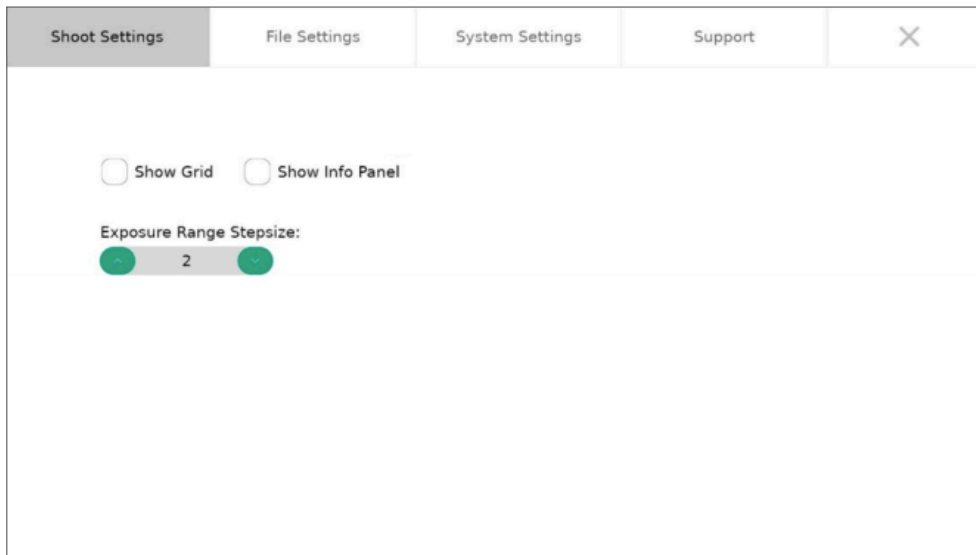 Shoot Settings File Settings System Settings Support
Show Grid Show Info Panel
Exposure Range Stepsize:
2